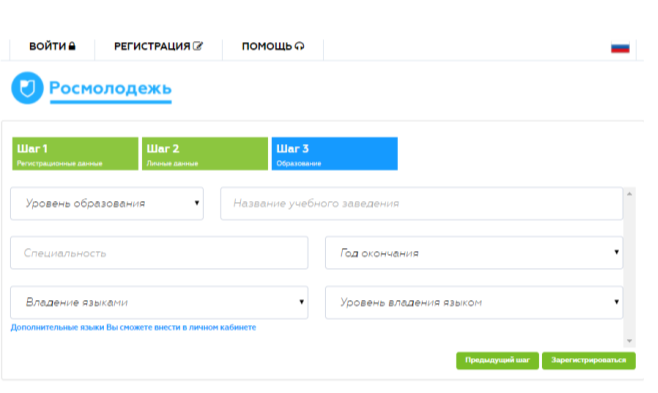 ВОЙТИ РЕГИСТРАЦИЯ ПОМОЩЬ
Росмолодежь
Шаг 1 Шаг 2 Шаг 3
Регистрационные данные Личные данные Образование
Уровень образования Название учебного заведения
Специальность Год окончания
Владение языками Уровень владения языком
Дополнительные языки Вы сможете внести в личном кабинете
Предыдущий шаг Зарегистрироваться